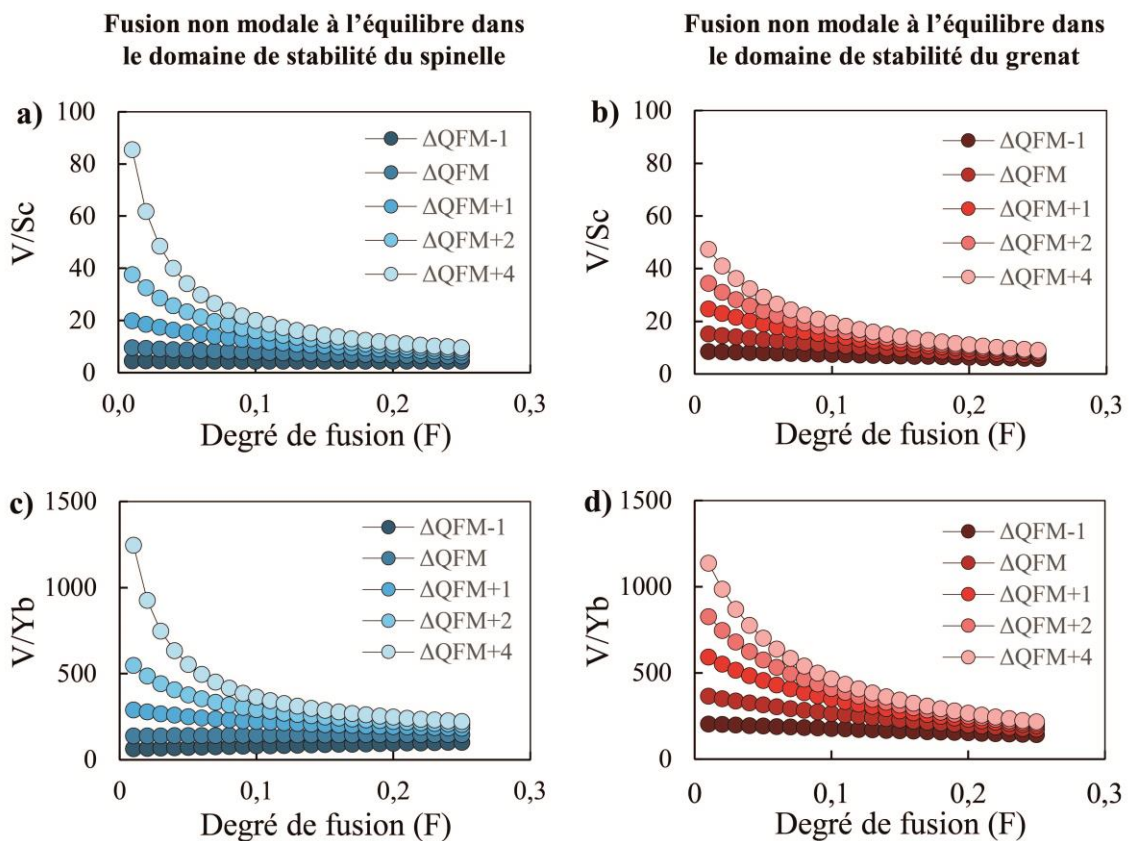 Fusion non modale à l'équilibre dans
le domaine de stabilité du spinelle
Fusion non modale à l'équilibre dans
le domaine de stabilité du grenat
a)
100
80
60
40
20
0
V/Sc
ΔQFM-1
ΔQFM
ΔQFM+1
ΔQFM+2
ΔQFM+4
0,0
0,1
0,2
0,3
Degré de fusion (F)
b)
100
80
60
40
20
0
V/Sc
ΔQFM-1
ΔQFM
ΔQFM+1
ΔQFM+2
ΔQFM+4
0
0,1
0,2
0,3
Degré de fusion (F)
c)
1500
1000
500
0
V/Yb
ΔQFM-1
ΔQFM
ΔQFM+1
ΔQFM+2
ΔQFM+4
0
0,1
0,2
0,3
Degré de fusion (F)
d)
1500
1000
500
0
V/Yb
ΔQFM-1
ΔQFM
ΔQFM+1
ΔQFM+2
ΔQFM+4
0
0,1
0,2
0,3
Degré de fusion (F)